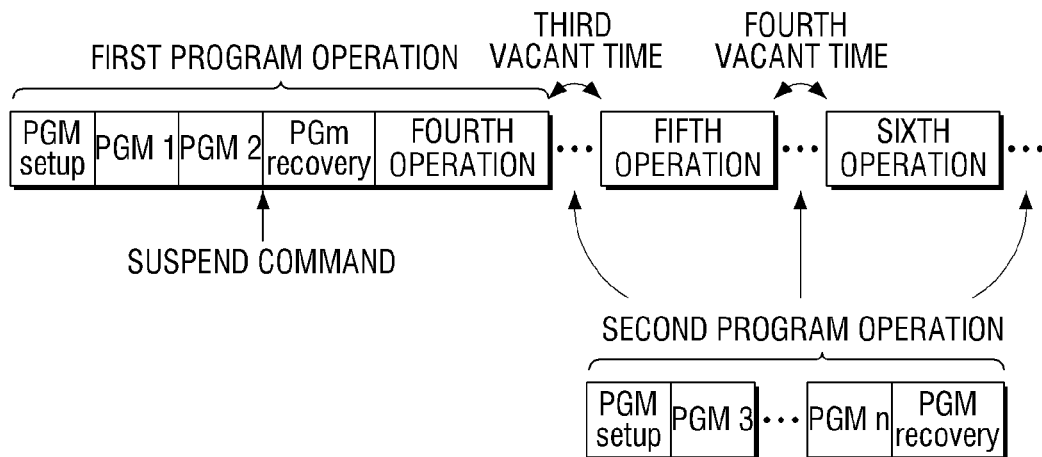 THIRD
VACANT TIME
FOURTH
VACANT TIME
FIRST PROGRAM OPERATION
PGM
setup
PGM 1
PGM 2
PGm
recovery
FOURTH
OPERATION
•••
FIFTH
OPERATION
•••
SIXTH
OPERATION
•••
SUSPEND COMMAND
SECOND PROGRAM OPERATION
PGM
setup
PGM 3
•••
PGM n
PGM
recovery